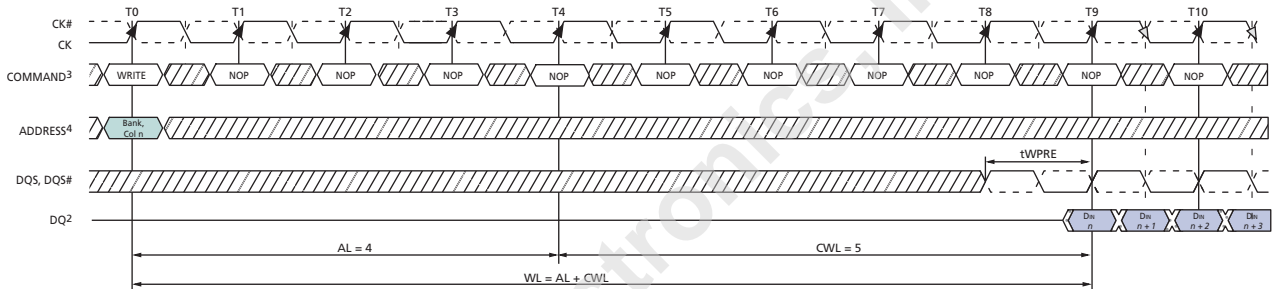 T0 T1 T2 T3 T4 T5 T6 T7 T8 T9 T10
CK#
CK
COMMAND3 WRITE NOP NOP NOP NOP NOP NOP NOP NOP NOP NOP
ADDRESS4 Bank,
Col n
tWPRE
DQS, DQS#
DQ2 DIN DIN DIN DIN
n n + 1 n + 2 n + 3
AL = 4 CWL = 5
WL = AL + CWL